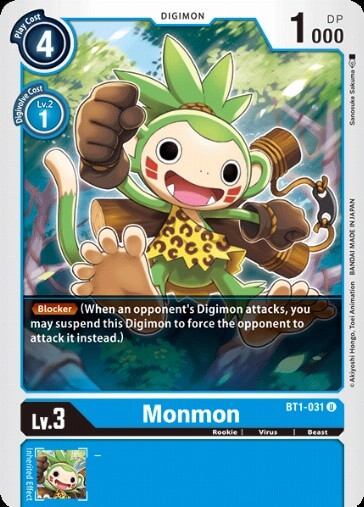 DIGIMON
Play Cost
4
DP
1000
Digivolve Cost
Lv.2
1
Sanosuke Sakuma
Blocker (When an opponent's Digimon attacks, you
may suspend this Digimon to force the opponent to
attack it instead.)
© Akiyoshi Hongo, Toei Animation BANDAI MADE IN JAPAN
BT1-031 U
Lv.3
Monmon
Rookie | Virus | Beast
Inherited Effect
–